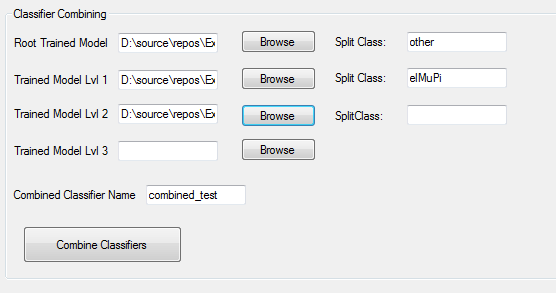 Classifier Combining
Root Trained Model D:\source\repos\Ex Browse Split Class: other
Trained Model Lvl 1 D:\source\repos\Ex Browse Split Class: elMuPi
Trained Model Lvl 2 D:\source\repos\Ex Browse SplitClass:
Trained Model Lvl 3 Browse
Combined Classifier Name combined_test
Combine Classifiers